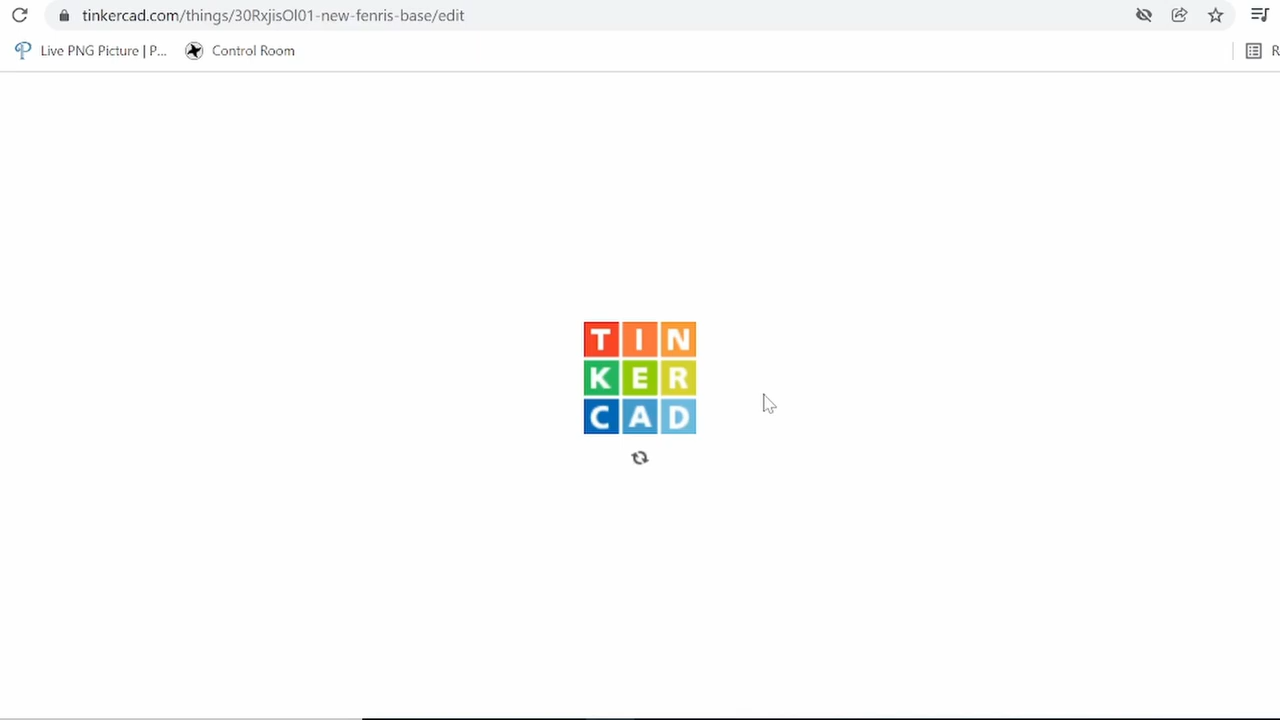 tinkercad.com/things/30RxjisOl01-new-fenris-base/edit
Live PNG Picture | P...
Control Room
R
TIN
KER
CAD